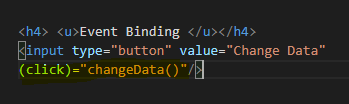 <h4> <u>Event Binding </u></h4>
<input type="button" value="Change Data"
(click)="changeData()"/>